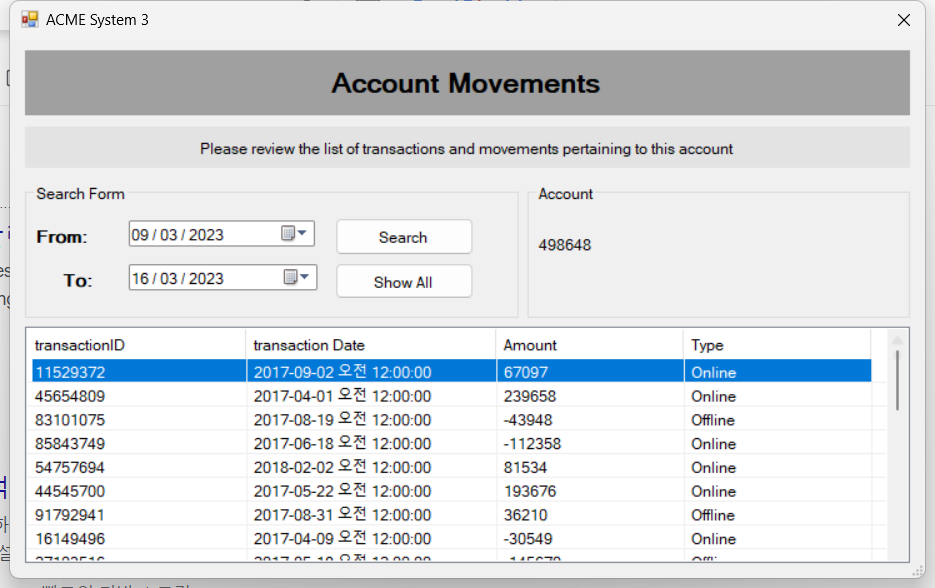 ACME System 3
Account Movements
Please review the list of transactions and movements pertaining to this account
Search Form
Account
From: 09 / 03 / 2023 Search
498648
To: 16 / 03 / 2023 Show All
transactionID transaction Date Amount Type
11529372 2017-09-02 오전 12:00:00 67097 Online
45654809 2017-04-01 오전 12:00:00 239658 Online
83101075 2017-08-19 오전 12:00:00 -43948 Offline
85843749 2017-06-18 오전 12:00:00 -112358 Online
54757694 2018-02-02 오전 12:00:00 81534 Online
44545700 2017-05-22 오전 12:00:00 193676 Online
91792941 2017-08-31 오전 12:00:00 36210 Offline
16149496 2017-04-09 오전 12:00:00 -30549 Online